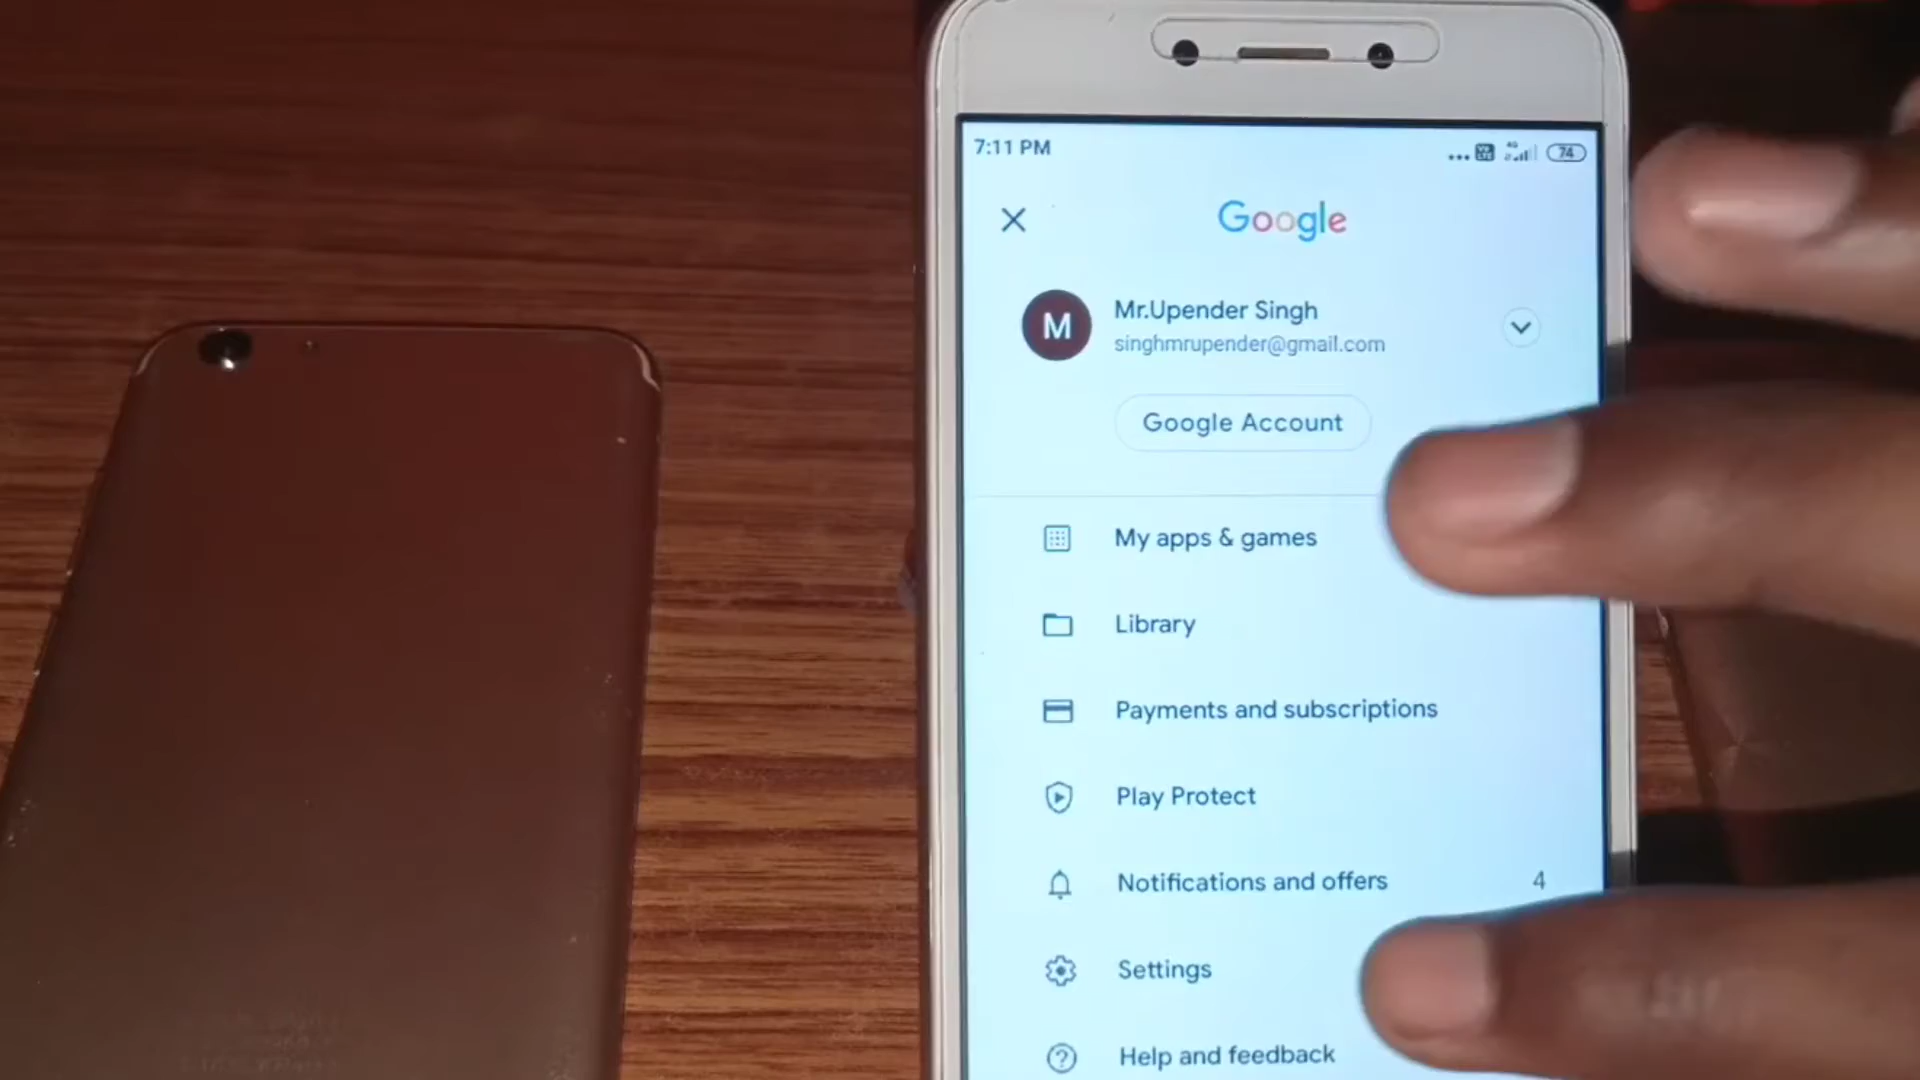 7:11 PM
4G
74
Google
M
Mr.Upender Singh
singhmrupender@gmail.com
Google Account
My apps & games
Library
Payments and subscriptions
Play Protect
Notifications and offers 4
Settings
Help and feedback